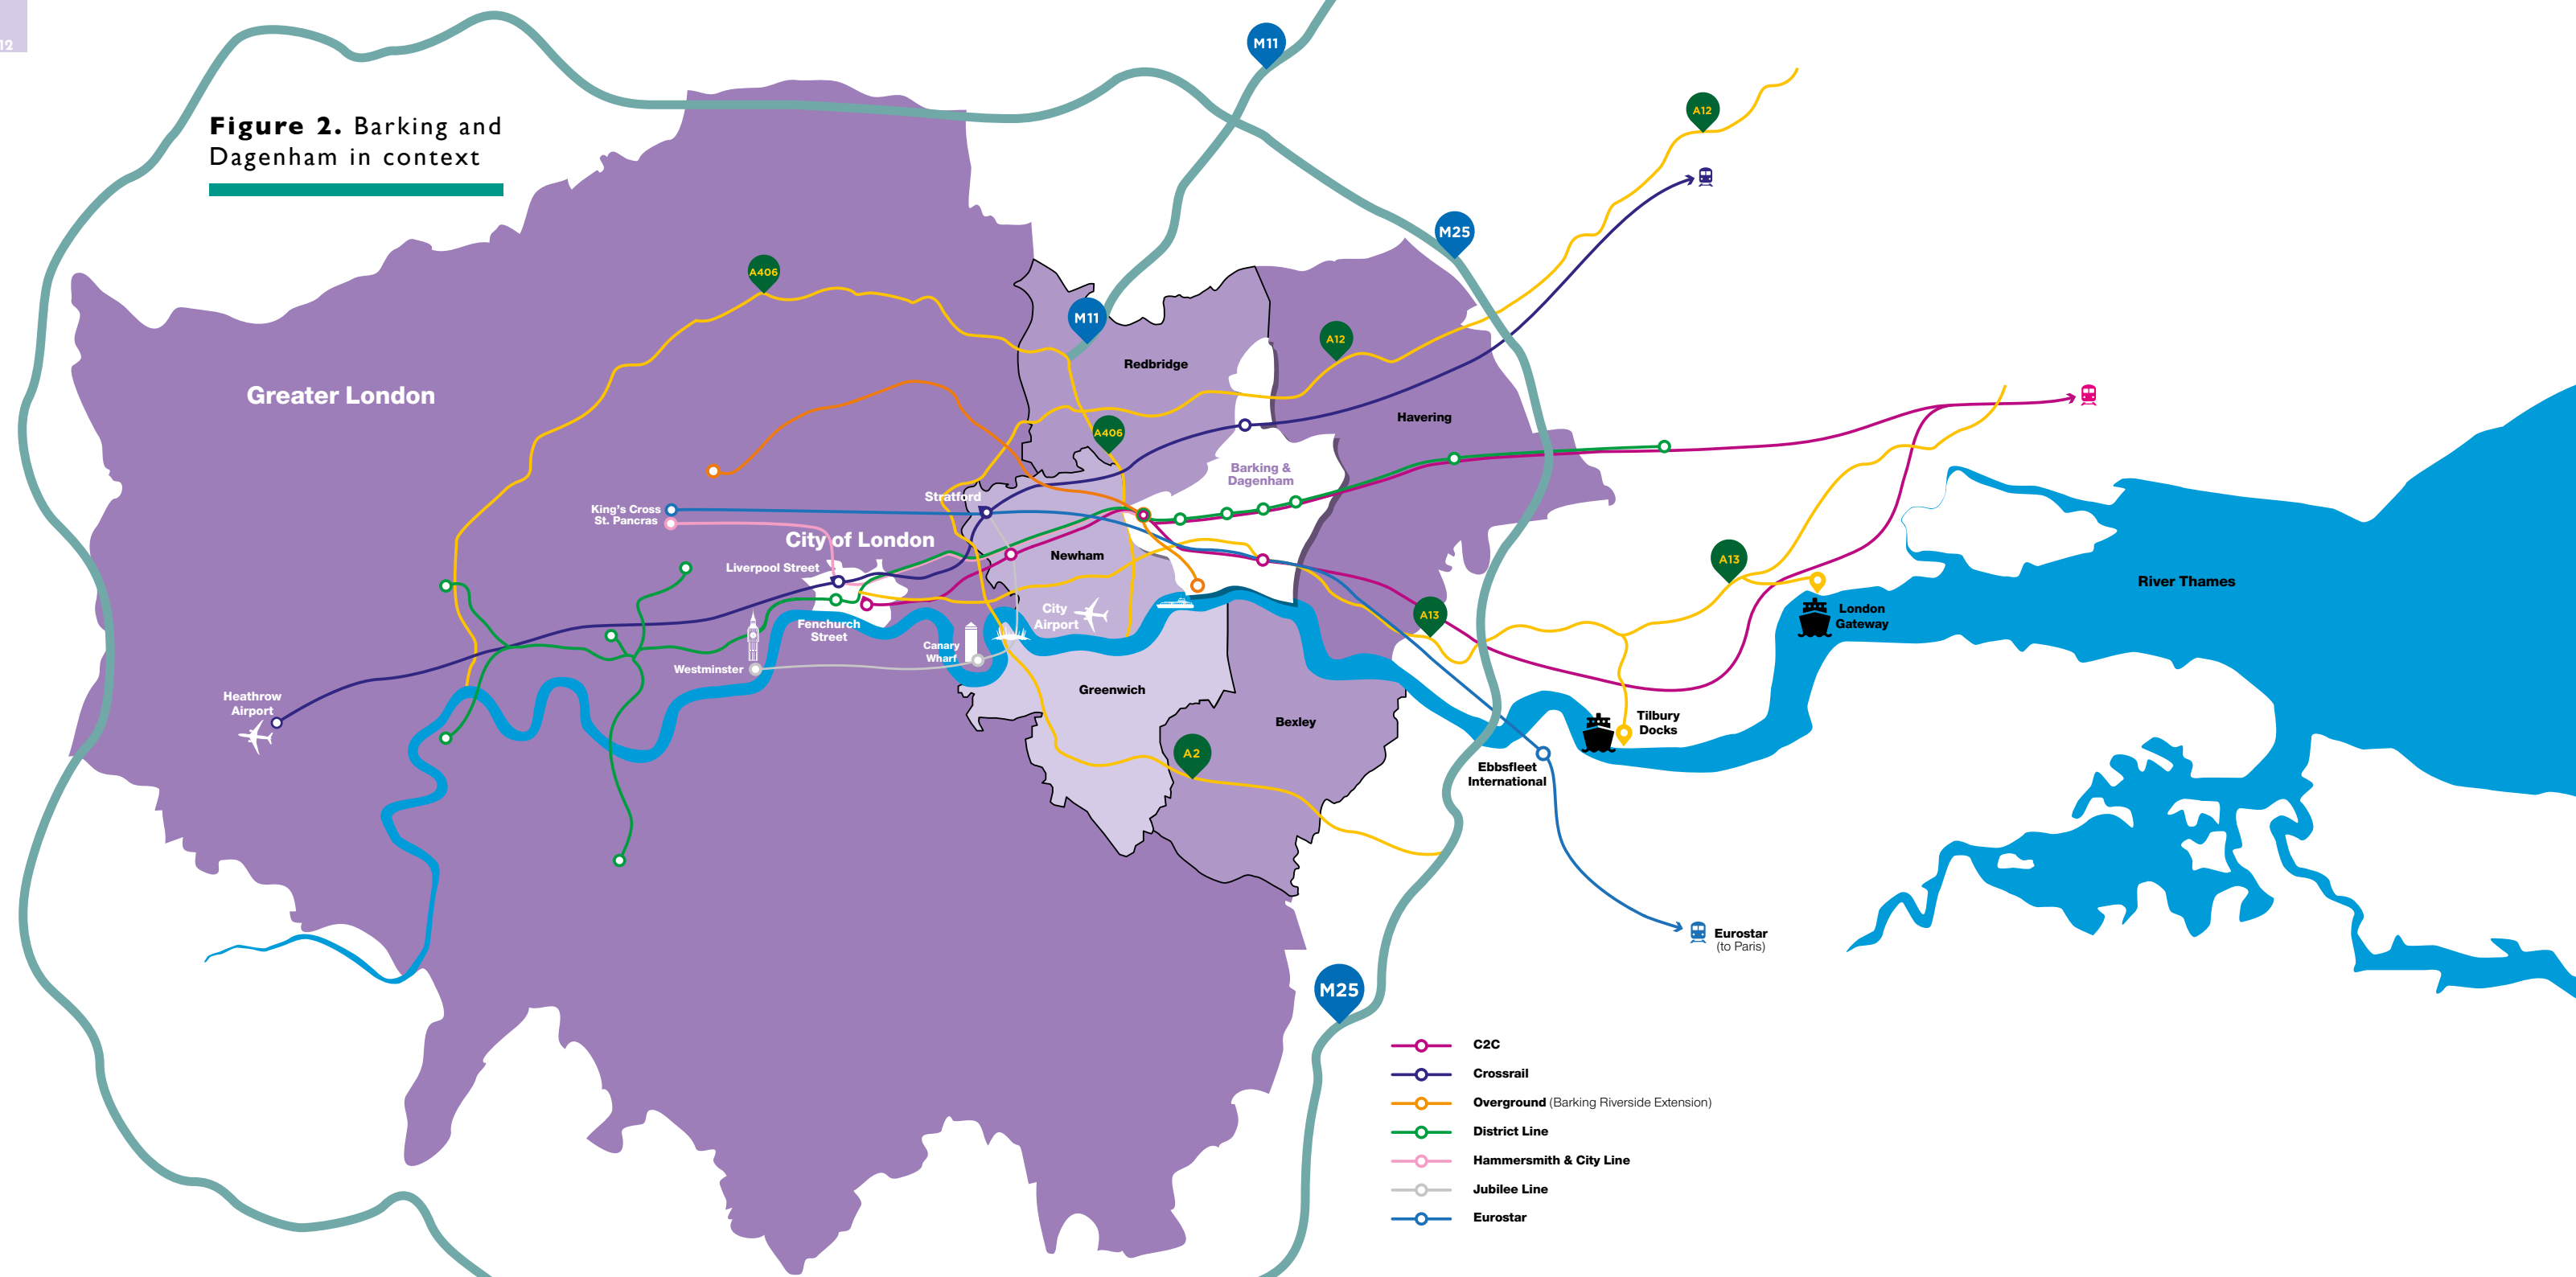 12
Figure 2. Barking and
Dagenham in context
M11
A12
M25
A406
M11
A12
Redbridge
Greater London
Havering
A406
Barking &
Dagenham
Stratford
King's Cross
St. Pancras
City of London
Newham
Liverpool Street
A13
River Thames
City
Airport
London
Gateway
A13
Fenchurch
Street
Canary
Wharf
Westminster
Greenwich
Heathrow
Airport
Bexley
Tilbury
Docks
A2
Ebbsfleet
International
Eurostar
(to Paris)
M25
C2C
Crossrail
Overground (Barking Riverside Extension)
District Line
Hammersmith & City Line
Jubilee Line
Eurostar